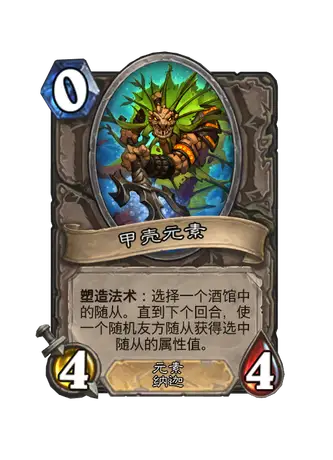 0
甲壳元素
塑造法术：选择一个酒馆中
的随从。直到下个回合，使
一个随机友方随从获得选中
随从的属性值。
4
元素
纳迦
4